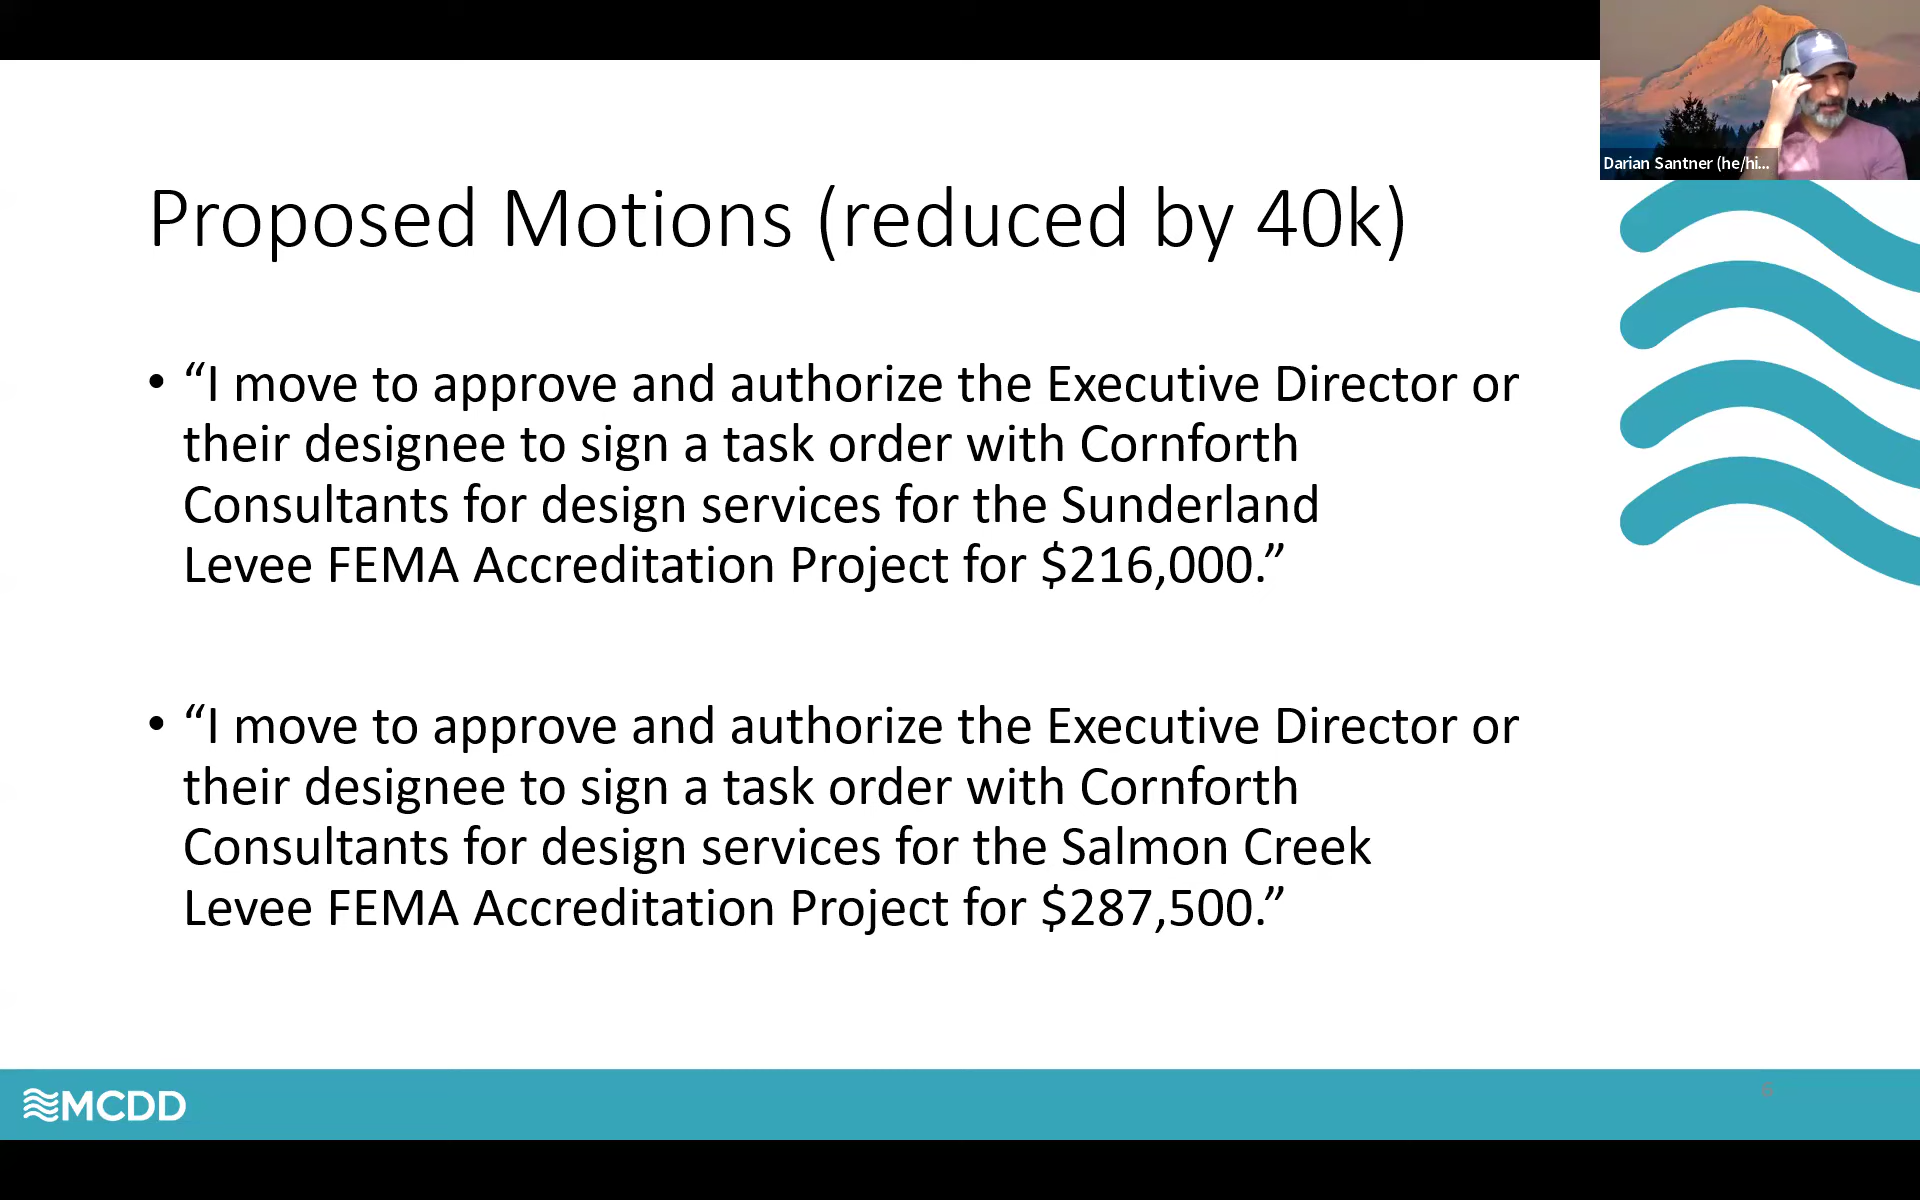 Darian Santner (he/hi...
Proposed Motions (reduced by 40k)
• “I move to approve and authorize the Executive Director or
their designee to sign a task order with Cornforth
Consultants for design services for the Sunderland
Levee FEMA Accreditation Project for $216,000.”
• “I move to approve and authorize the Executive Director or
their designee to sign a task order with Cornforth
Consultants for design services for the Salmon Creek
Levee FEMA Accreditation Project for $287,500.”
MCDD
6